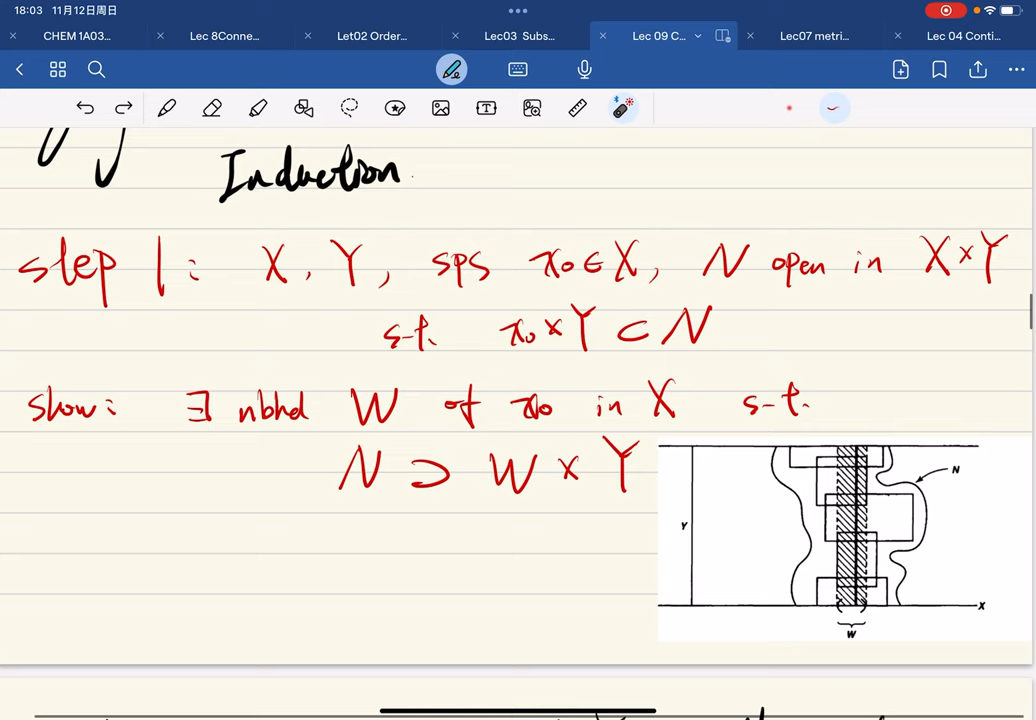 18:03 11月12日周日
CHEM 1A03... Lec 8Conne... Let02 Order... Lec03 Subs... Lec 09 C... Lec07 metri... Lec 04 Conti...
Induction
step 1: X, Y, sps x₀ ∈ X, N open in X × Y
s-t. x₀ × Y ⊂ N
show: ∃ nbhd W of x₀ in X s-t.
N ⊃ W × Y
N
Y
X
W